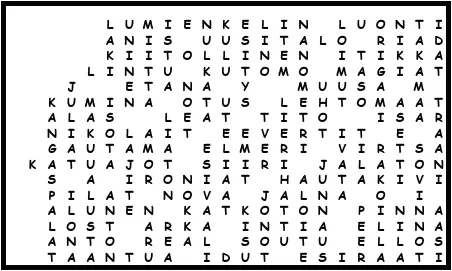 LUMIENKELIN LUONTI
ANIS UUSITALO RIAD
KIITOLLINEN ITIKKA
LINTU KUTOMO MAGIAT
J ETANA Y MUUSA M
KUMINA OTUS LEHTOMAAT
ALAS LEAT TITO ISAR
NIKOLAIT EEVERTIT E A
GAUTAMA ELMERI VIRTSA
KATUAJOT SIIRI JALATON
S A IRONIAT HAUTAKIVI
PILAT NOVA JALNA O I
ALUNEN KATKOTON PINNA
LOST ARKA INTIA ELINA
ANTO REAL SOUTU ELLOS
TAANTUA IDUT ESIRAATI